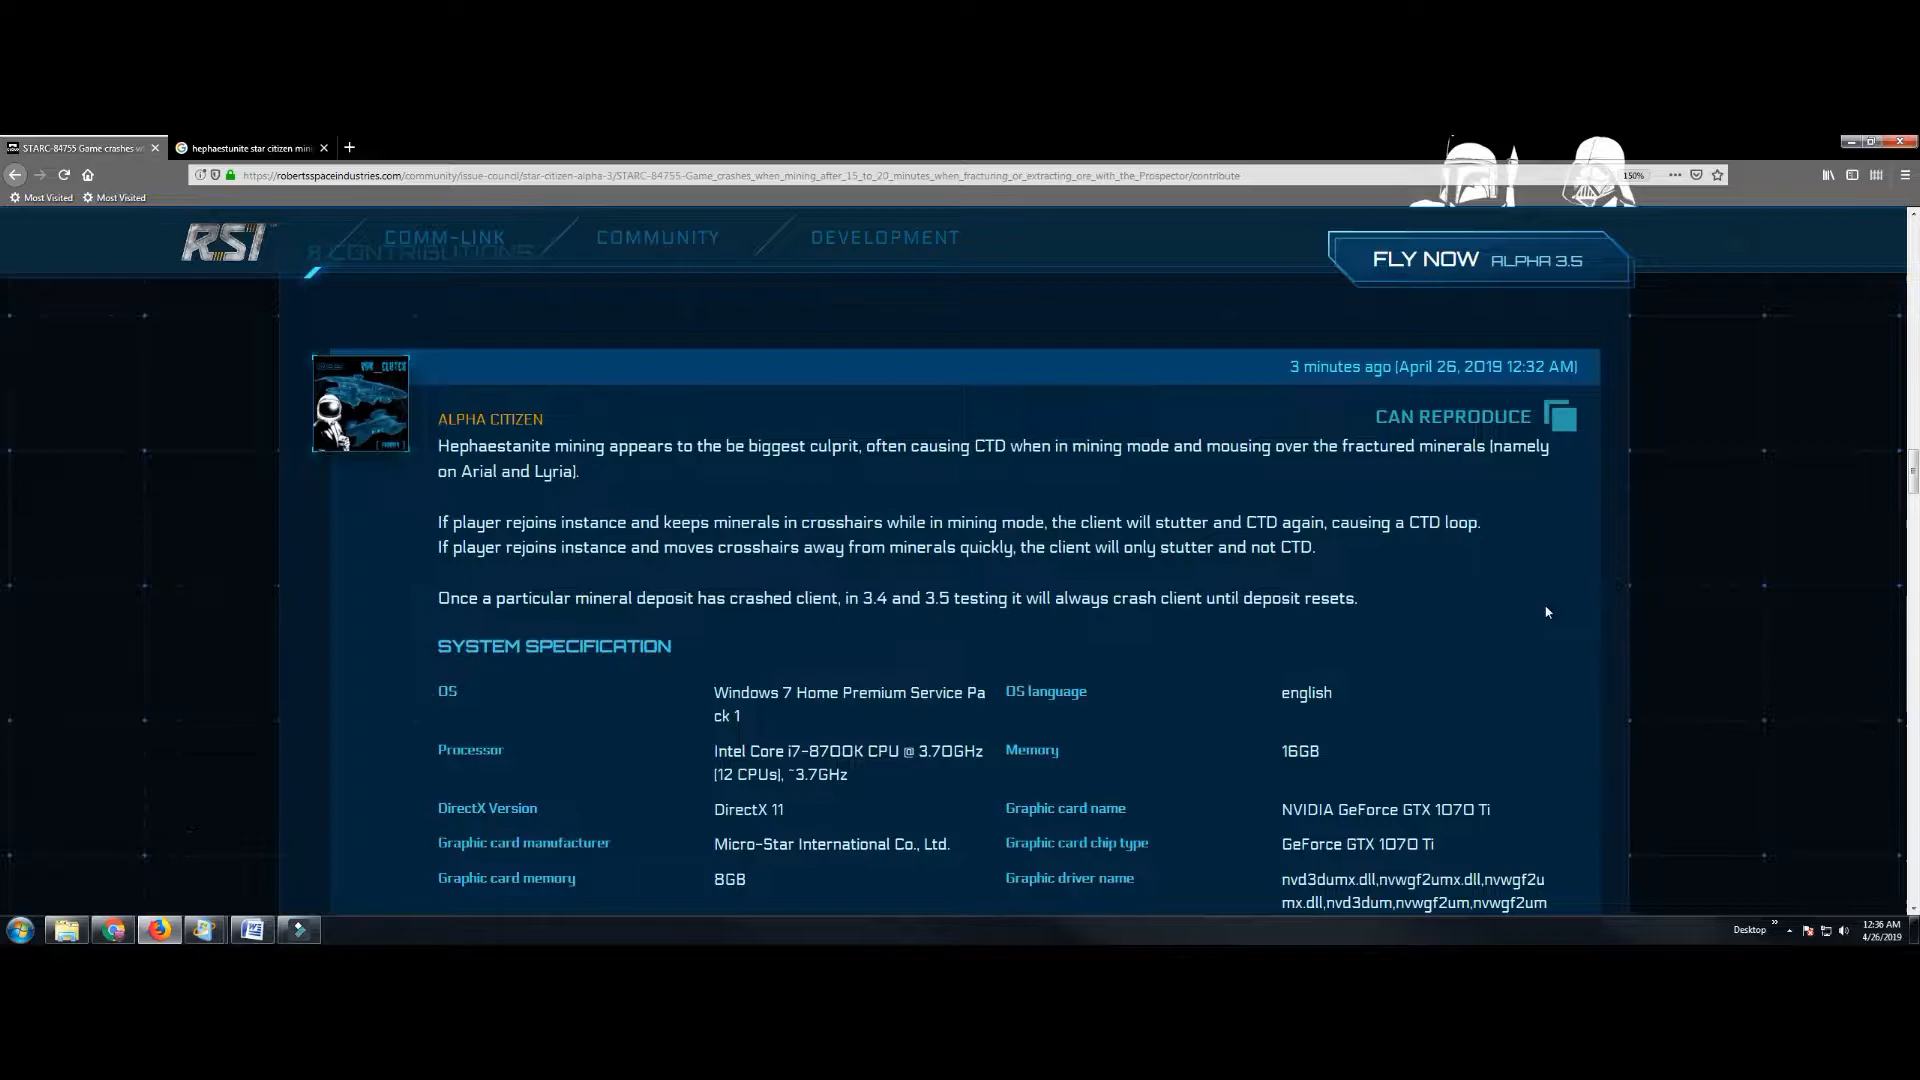 STARC-84755 Game crashes w
hephaestunite star citizen min
https://robertsspaceindustries.com/community/issue-council/star-citizen-alpha-3/STARC-84755-Game_crashes_when_mining_after_15_to_20_minutes_when_fracturing_or_extracting_ore_with_the_Prospector/contribute
150%
Most Visited Most Visited
RSI COMM-LINK COMMUNITY DEVELOPMENT
8 CONTRIBUTIONS
FLY NOW ALPHA 3.5
3 minutes ago (April 26, 2019 12:32 AM)
ALPHA CITIZEN
CAN REPRODUCE
Hephaestanite mining appears to the be biggest culprit, often causing CTD when in mining mode and mousing over the fractured minerals (namely
on Arial and Lyria).
If player rejoins instance and keeps minerals in crosshairs while in mining mode, the client will stutter and CTD again, causing a CTD loop.
If player rejoins instance and moves crosshairs away from minerals quickly, the client will only stutter and not CTD.
Once a particular mineral deposit has crashed client, in 3.4 and 3.5 testing it will always crash client until deposit resets.
SYSTEM SPECIFICATION
OS Windows 7 Home Premium Service Pa OS language english
ck 1
Processor Intel Core i7-8700K CPU @ 3.70GHz Memory 16GB
(12 CPUs), ~3.7GHz
DirectX Version DirectX 11 Graphic card name NVIDIA GeForce GTX 1070 Ti
Graphic card manufacturer Micro-Star International Co., Ltd. Graphic card chip type GeForce GTX 1070 Ti
Graphic card memory 8GB Graphic driver name nvd3dumx.dll,nvwgf2umx.dll,nvwgf2u
mx.dll,nvd3dum,nvwgf2um,nvwgf2um
Desktop
12:36 AM
4/26/2019